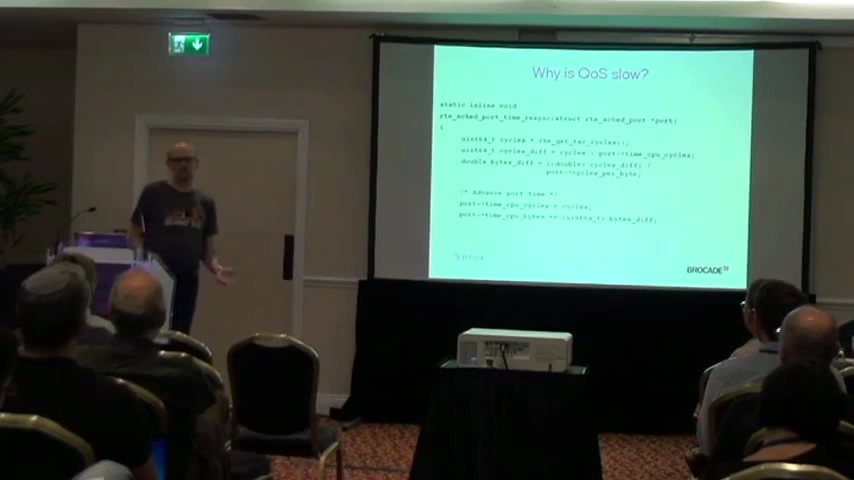 Why is QoS slow?
static inline void
rte_sched_port_time_resync(struct rte_sched_port *port)
{
uint64_t cycles = rte_get_tsc_cycles();
uint64_t cycles_diff = cycles - port->time_cpu_cycles;
double bytes_diff = ((double) cycles_diff) /
port->cycles_per_byte;
/* Advance port time */
port->time_cpu_cycles = cycles;
port->time_cpu_bytes += (uint64_t) bytes_diff;
DPDK
BROCADE